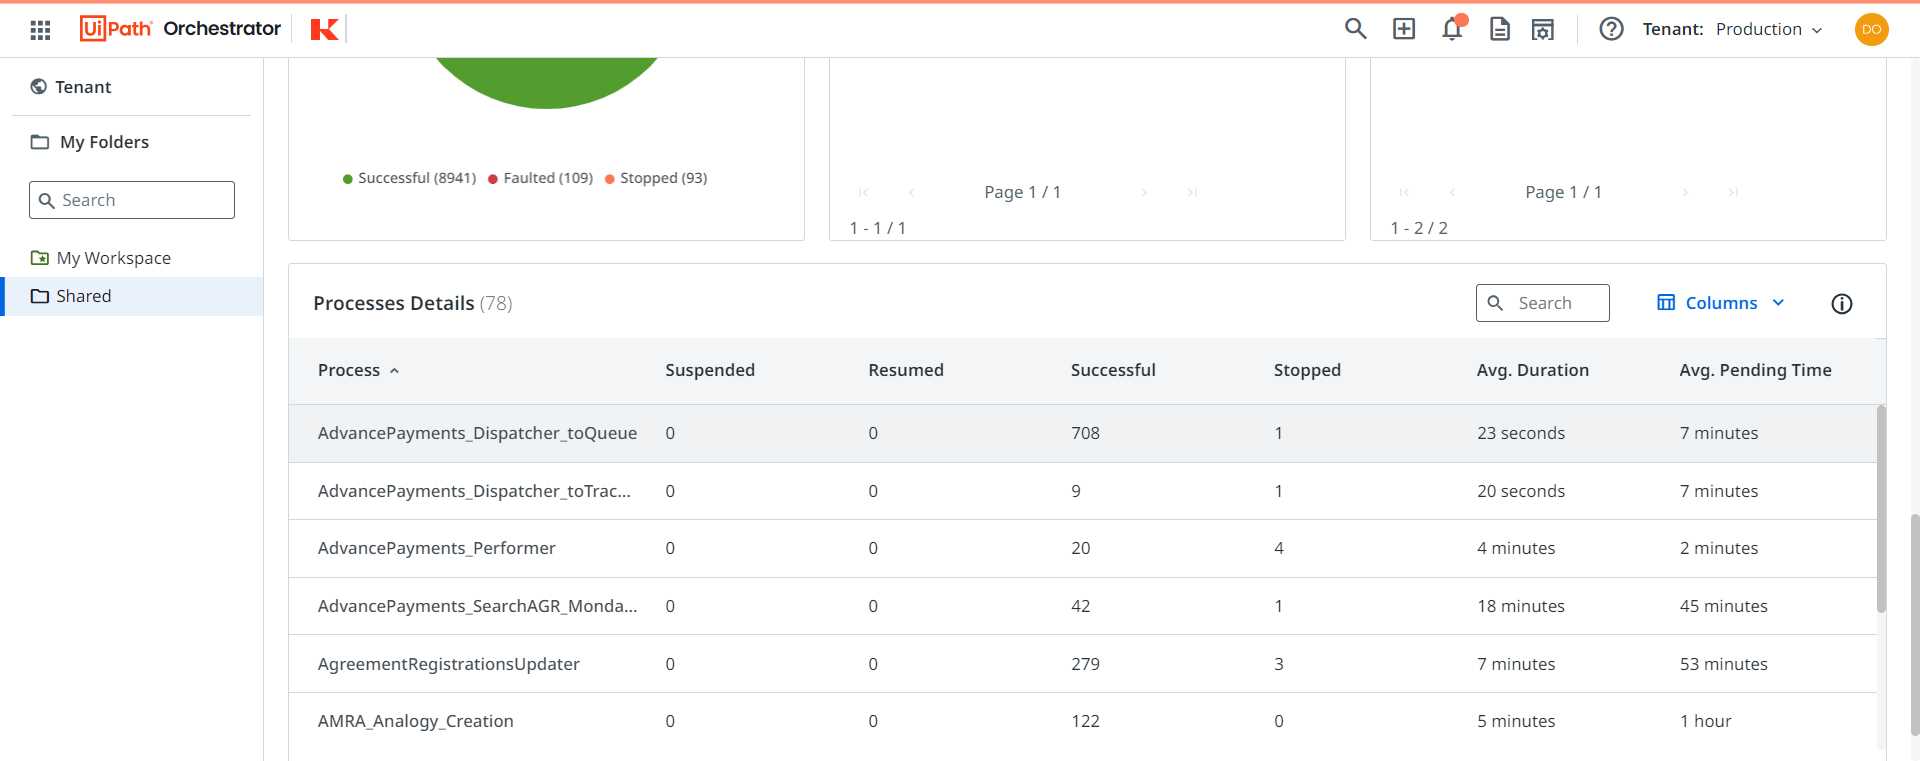 UiPath Orchestrator
Tenant: Production
DO
Tenant
My Folders
Search
My Workspace
Shared
Successful (8941) Faulted (109) Stopped (93)
Page 1 / 1
1 - 1 / 1
Page 1 / 1
1 - 2 / 2
Processes Details (78)
Search
Columns
Process Suspended Resumed Successful Stopped Avg. Duration Avg. Pending Time
AdvancePayments_Dispatcher_toQueue 0 0 708 1 23 seconds 7 minutes
AdvancePayments_Dispatcher_toTrac... 0 0 9 1 20 seconds 7 minutes
AdvancePayments_Performer 0 0 20 4 4 minutes 2 minutes
AdvancePayments_SearchAGR_Monda... 0 0 42 1 18 minutes 45 minutes
AgreementRegistrationsUpdater 0 0 279 3 7 minutes 53 minutes
AMRA_Analogy_Creation 0 0 122 0 5 minutes 1 hour